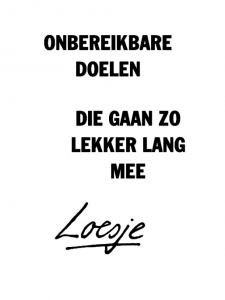 ONBEREIKBARE
DOELEN
DIE GAAN ZO
LEKKER LANG
MEE
Loesje